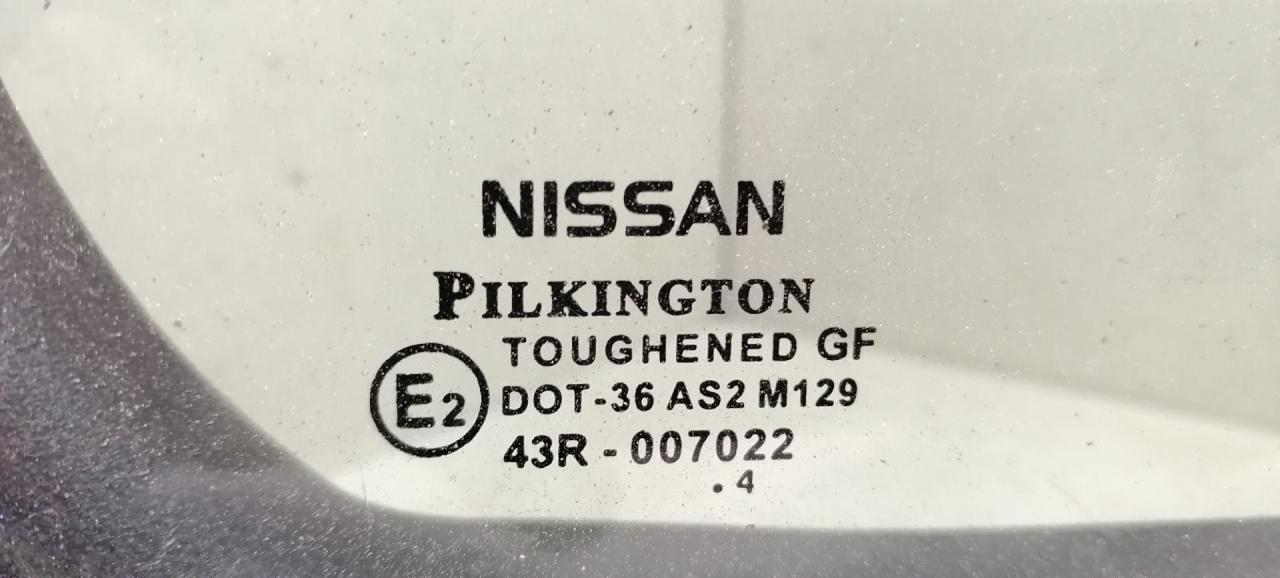 NISSAN
PILKINGTON
TOUGHENED GF
E2 DOT-36 AS2 M129
43R - 007022
. 4